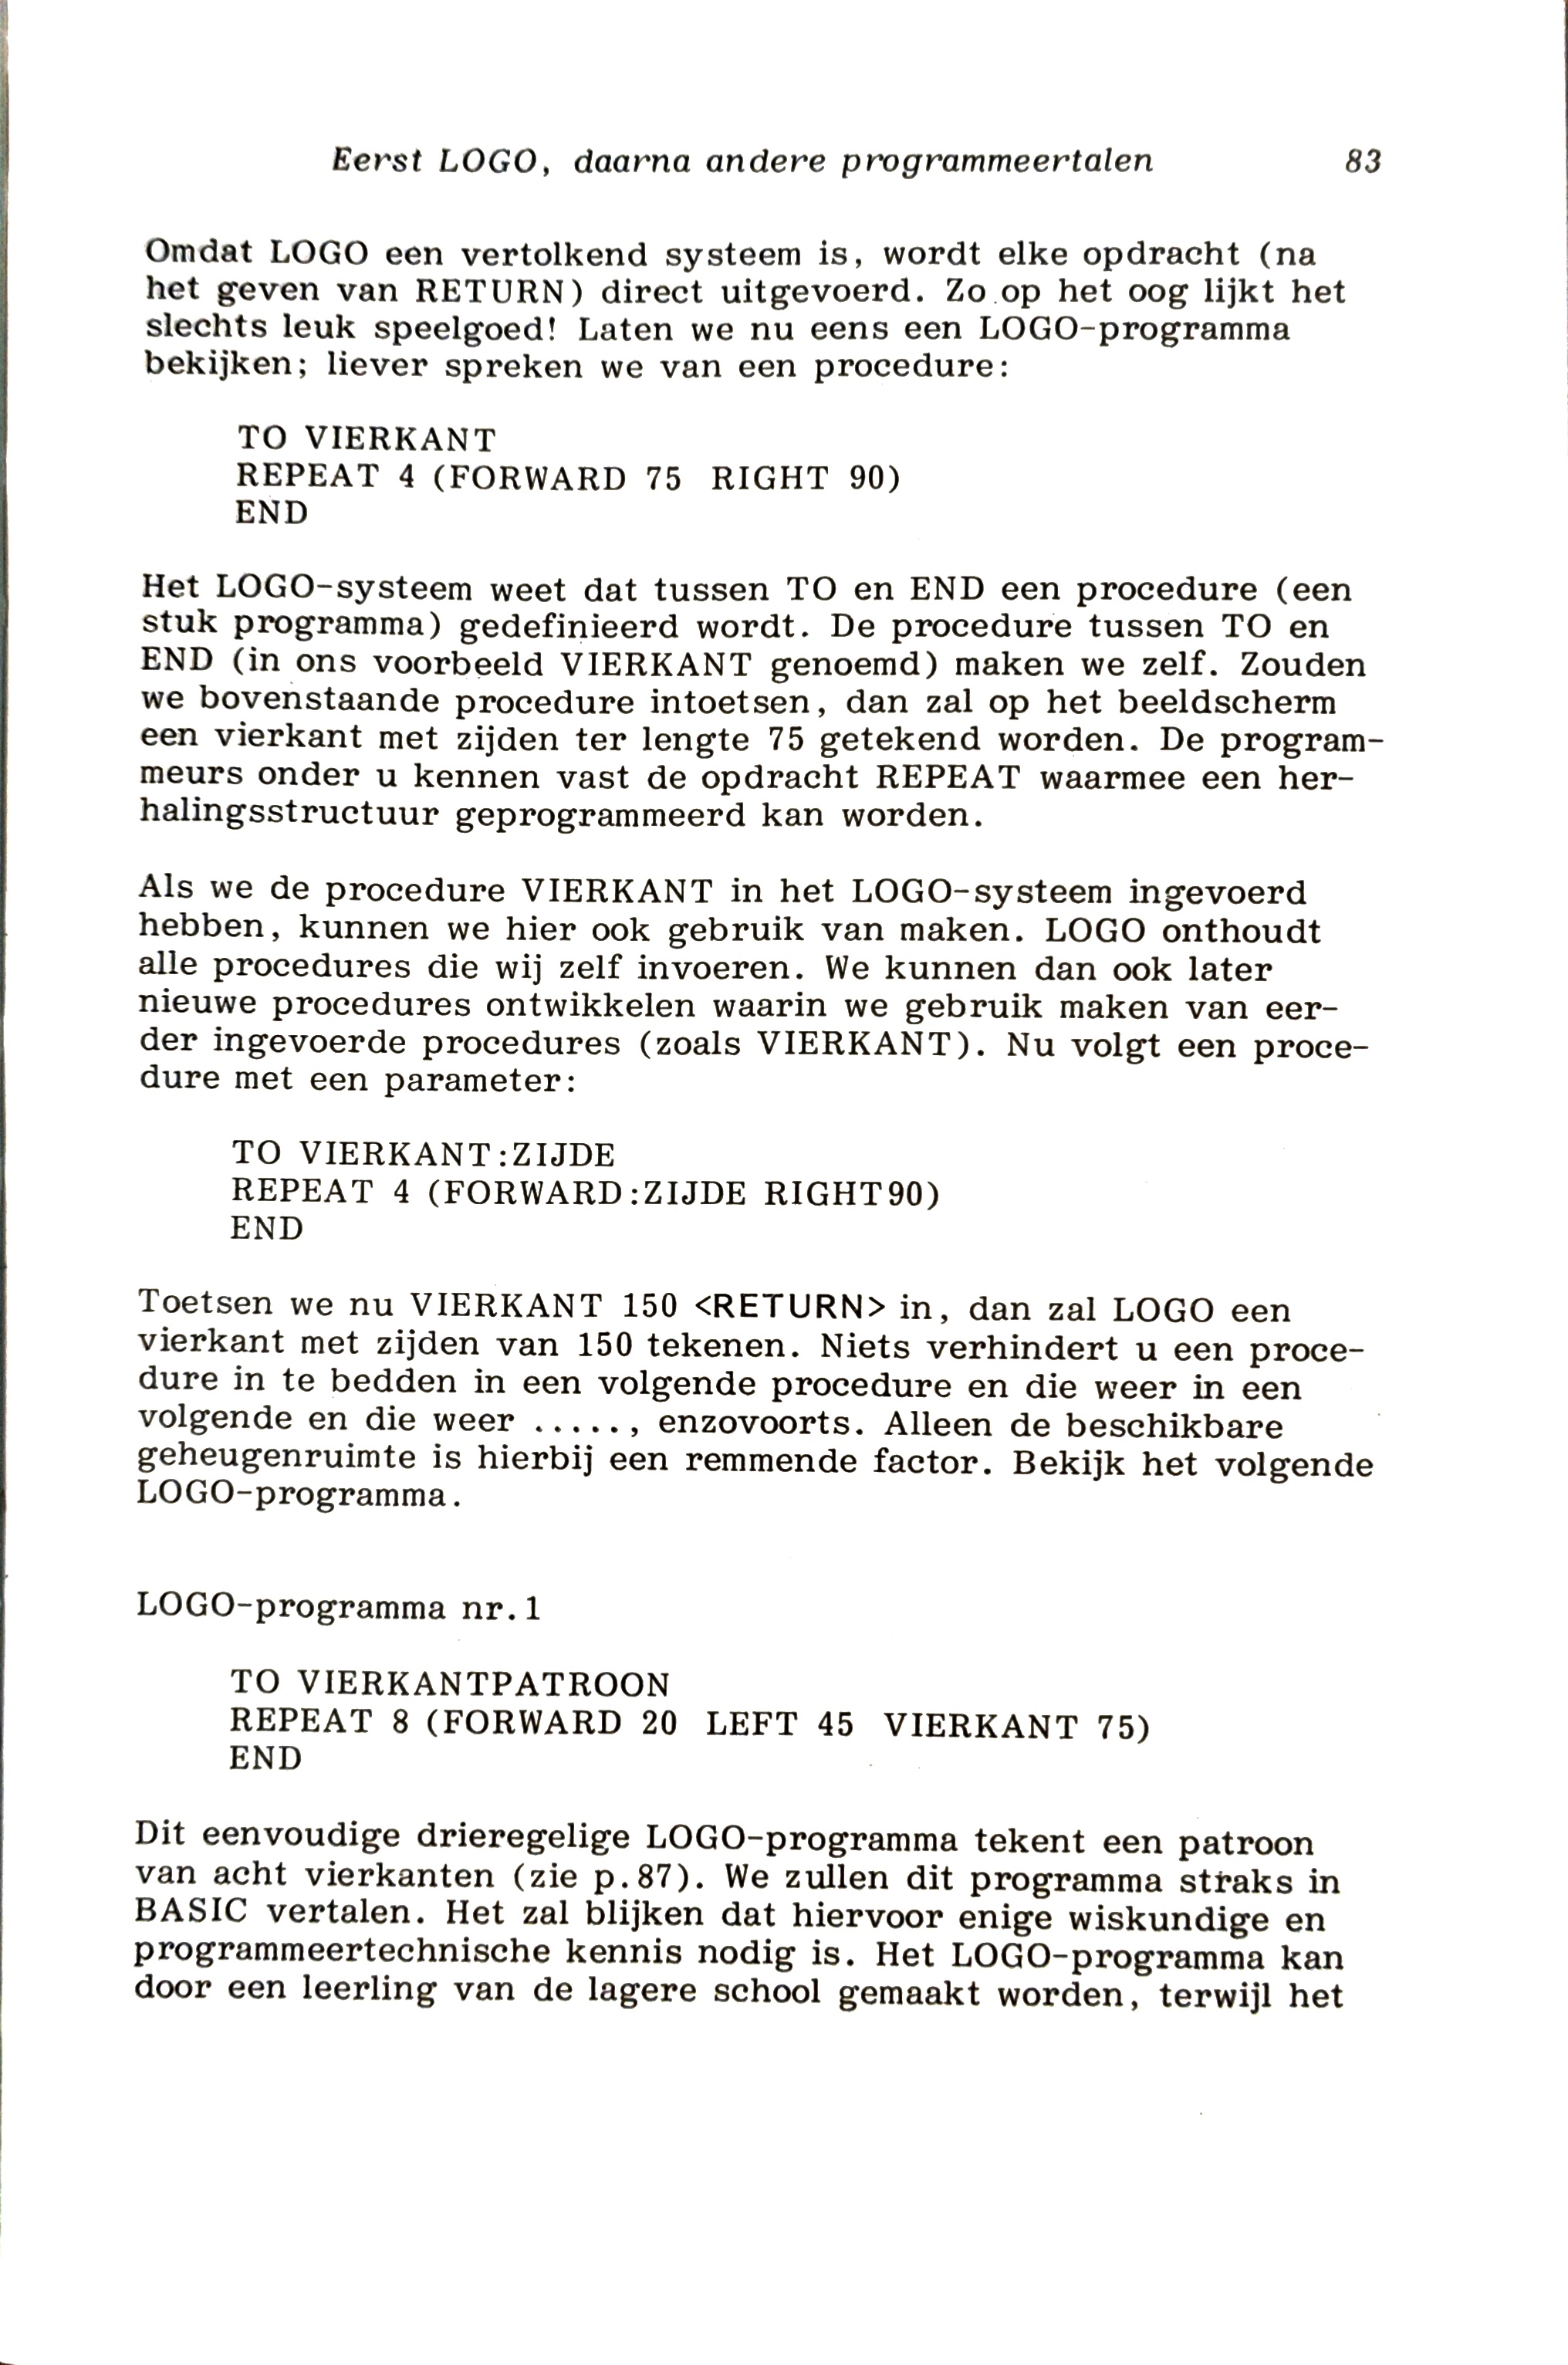 Eerst LOGO, daarna andere programmeertalen 83
Omdat LOGO een vertolkend systeem is, wordt elke opdracht (na
het geven van RETURN) direct uitgevoerd. Zo op het oog lijkt het
slechts leuk speelgoed! Laten we nu eens een LOGO-programma
bekijken; liever spreken we van een procedure:
TO VIERKANT
REPEAT 4 (FORWARD 75 RIGHT 90)
END
Het LOGO-systeem weet dat tussen TO en END een procedure (een
stuk programma) gedefinieerd wordt. De procedure tussen TO en
END (in ons voorbeeld VIERKANT genoemd) maken we zelf. Zouden
we bovenstaande procedure intoetsen, dan zal op het beeldscherm
een vierkant met zijden ter lengte 75 getekend worden. De program-
meurs onder u kennen vast de opdracht REPEAT waarmee een her-
halingsstructuur geprogrammeerd kan worden.
Als we de procedure VIERKANT in het LOGO-systeem ingevoerd
hebben, kunnen we hier ook gebruik van maken. LOGO onthoudt
alle procedures die wij zelf invoeren. We kunnen dan ook later
nieuwe procedures ontwikkelen waarin we gebruik maken van eer-
der ingevoerde procedures (zoals VIERKANT). Nu volgt een proce-
dure met een parameter:
TO VIERKANT:ZIJDE
REPEAT 4 (FORWARD:ZIJDE RIGHT90)
END
Toetsen we nu VIERKANT 150 <RETURN> in, dan zal LOGO een
vierkant met zijden van 150 tekenen. Niets verhindert u een proce-
dure in te bedden in een volgende procedure en die weer in een
volgende en die weer ....., enzovoorts. Alleen de beschikbare
geheugenruimte is hierbij een remmende factor. Bekijk het volgende
LOGO-programma.
LOGO-programma nr.1
TO VIERKANTPATROON
REPEAT 8 (FORWARD 20 LEFT 45 VIERKANT 75)
END
Dit eenvoudige drieregelige LOGO-programma tekent een patroon
van acht vierkanten (zie p.87). We zullen dit programma straks in
BASIC vertalen. Het zal blijken dat hiervoor enige wiskundige en
programmeertechnische kennis nodig is. Het LOGO-programma kan
door een leerling van de lagere school gemaakt worden, terwijl het